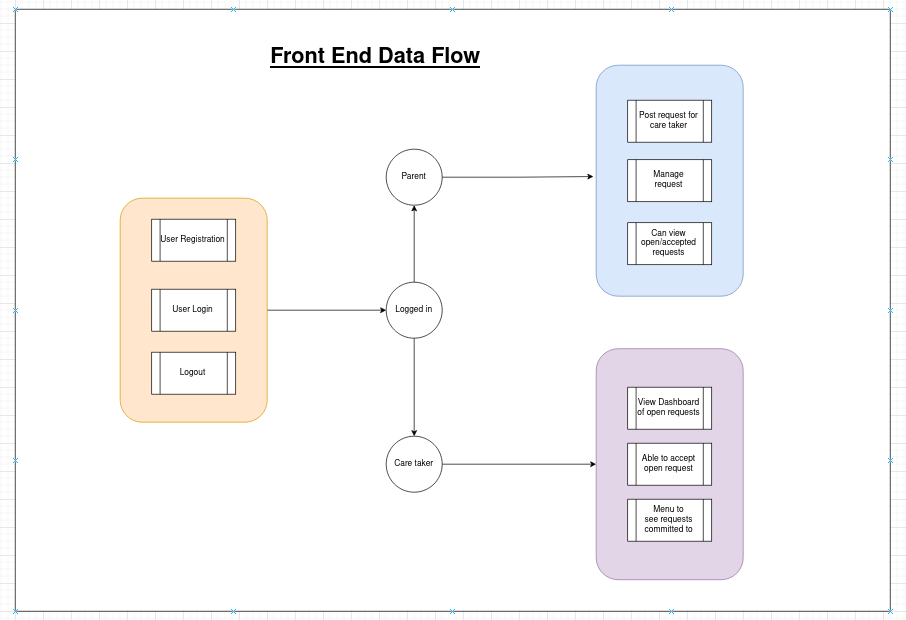 Front End Data Flow
User Registration
User Login
Logout
Logged in
Parent
Care taker
Post request for
care taker
Manage
request
Can view
open/accepted
requests
View Dashboard
of open requests
Able to accept
open request
Menu to
see requests
committed to